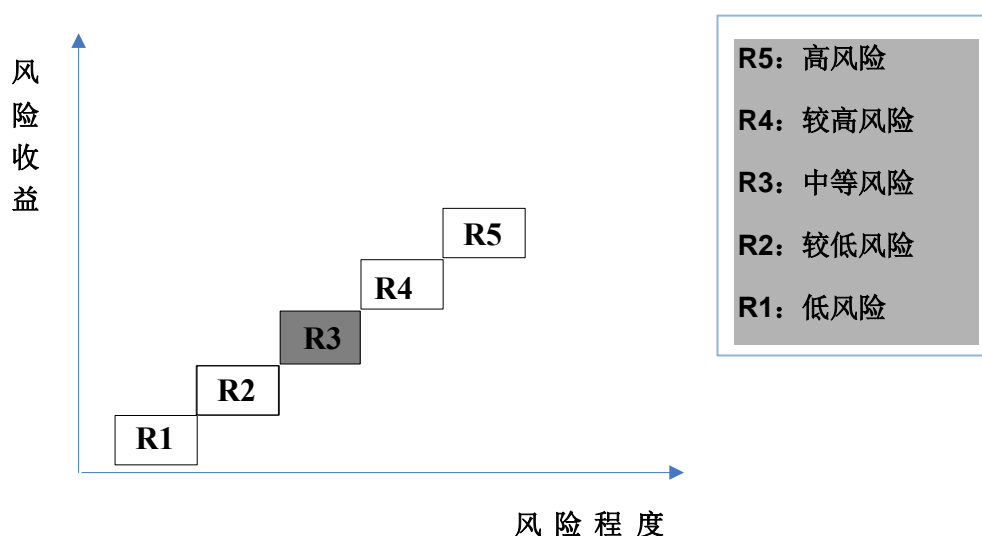 风
险
收
益
R5
R4
R3
R2
R1
风 险 程 度
R5：高风险
R4：较高风险
R3：中等风险
R2：较低风险
R1：低风险